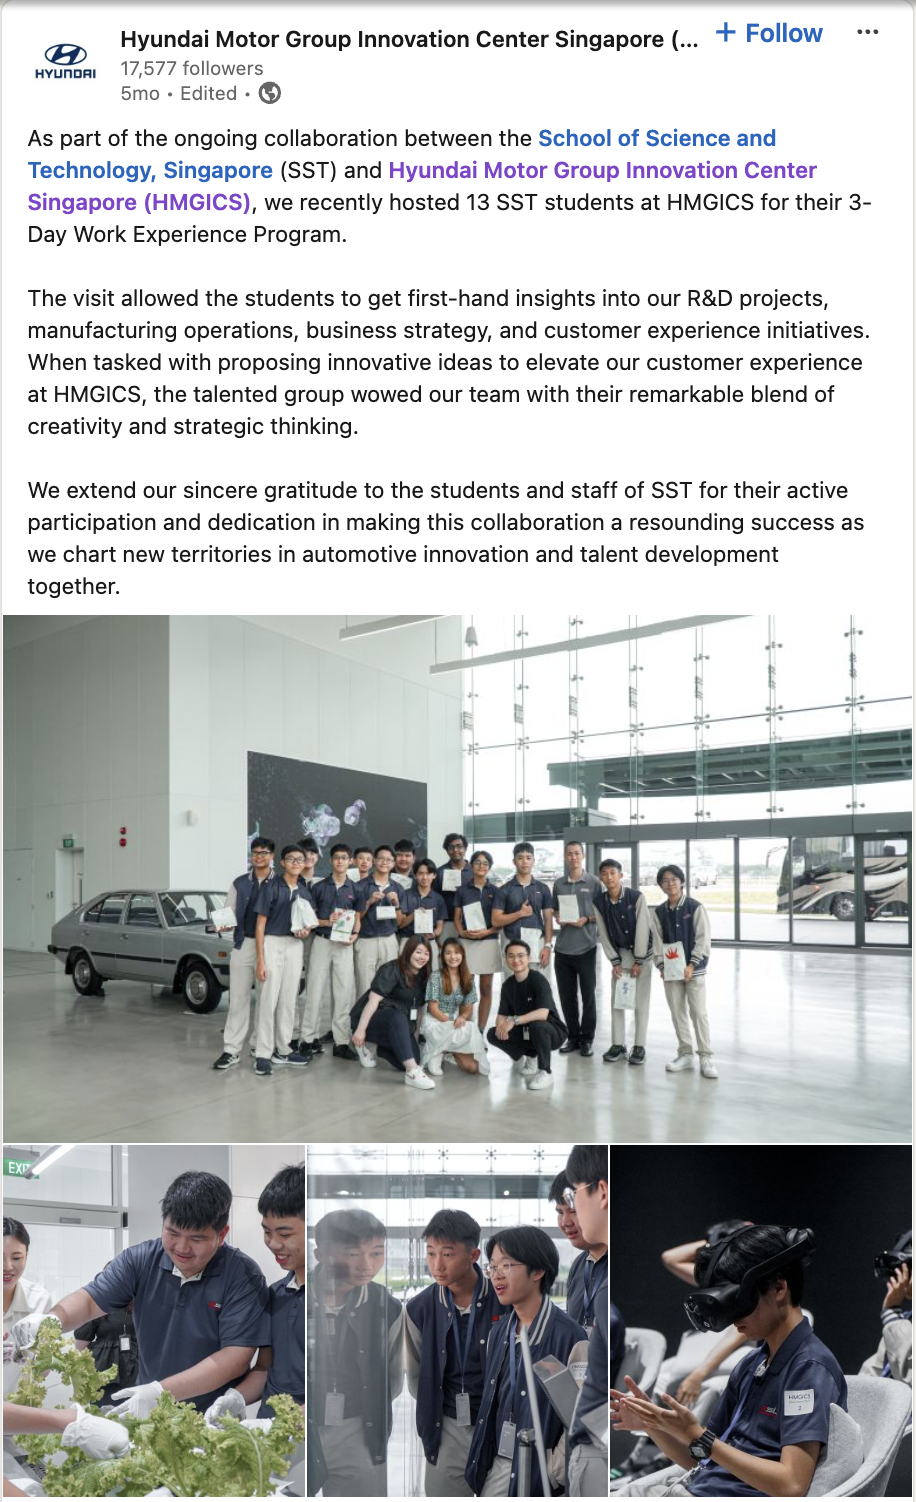 Hyundai Motor Group Innovation Center Singapore (...
+ Follow
HYUNDAI
17,577 followers
5mo • Edited •
As part of the ongoing collaboration between the School of Science and
Technology, Singapore (SST) and Hyundai Motor Group Innovation Center
Singapore (HMGICS), we recently hosted 13 SST students at HMGICS for their 3-
Day Work Experience Program.
The visit allowed the students to get first-hand insights into our R&D projects,
manufacturing operations, business strategy, and customer experience initiatives.
When tasked with proposing innovative ideas to elevate our customer experience
at HMGICS, the talented group wowed our team with their remarkable blend of
creativity and strategic thinking.
We extend our sincere gratitude to the students and staff of SST for their active
participation and dedication in making this collaboration a resounding success as
we chart new territories in automotive innovation and talent development
together.
EXIT
HMGICS
2